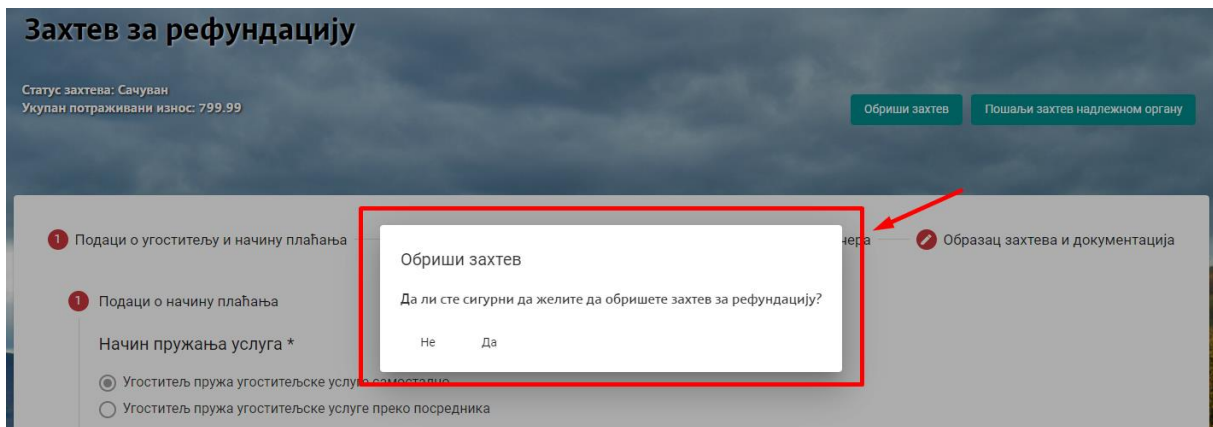 Захтев за рефундацију
Статус захтева: Сачуван
Укупан потраживани износ: 799.99
Обриши захтев
Пошаљи захтев надлежном органу
1 Подаци о угоститељу и начину плаћања
Образац захтева и документација
Обриши захтев
Да ли сте сигурни да желите да обришете захтев за рефундацију?
Не Да
1 Подаци о начину плаћања
Начин пружања услуга *
Угоститељ пружа угоститељске услуге самостално
Угоститељ пружа угоститељске услуге преко посредника